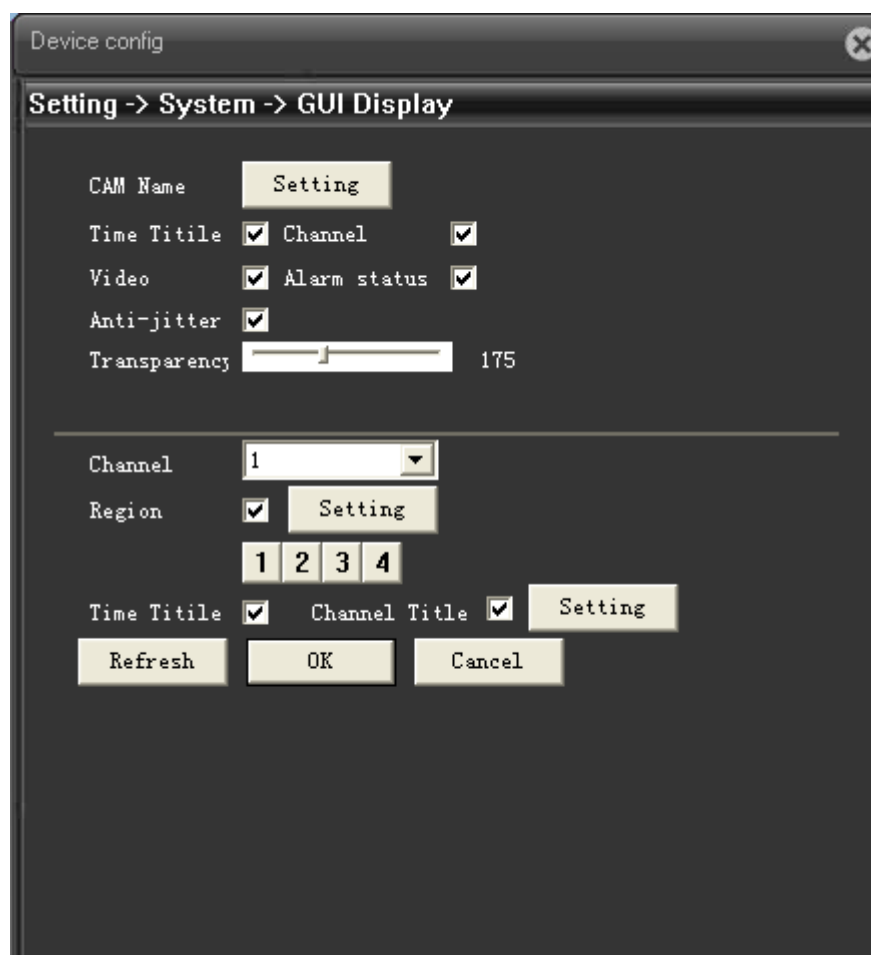 Device config
Setting -> System -> GUI Display
CAM Name Setting
Time Titile Channel
Video Alarm status
Anti-jitter
Transparency 175
Channel 1
Region Setting
1 2 3 4
Time Titile Channel Title Setting
Refresh OK Cancel